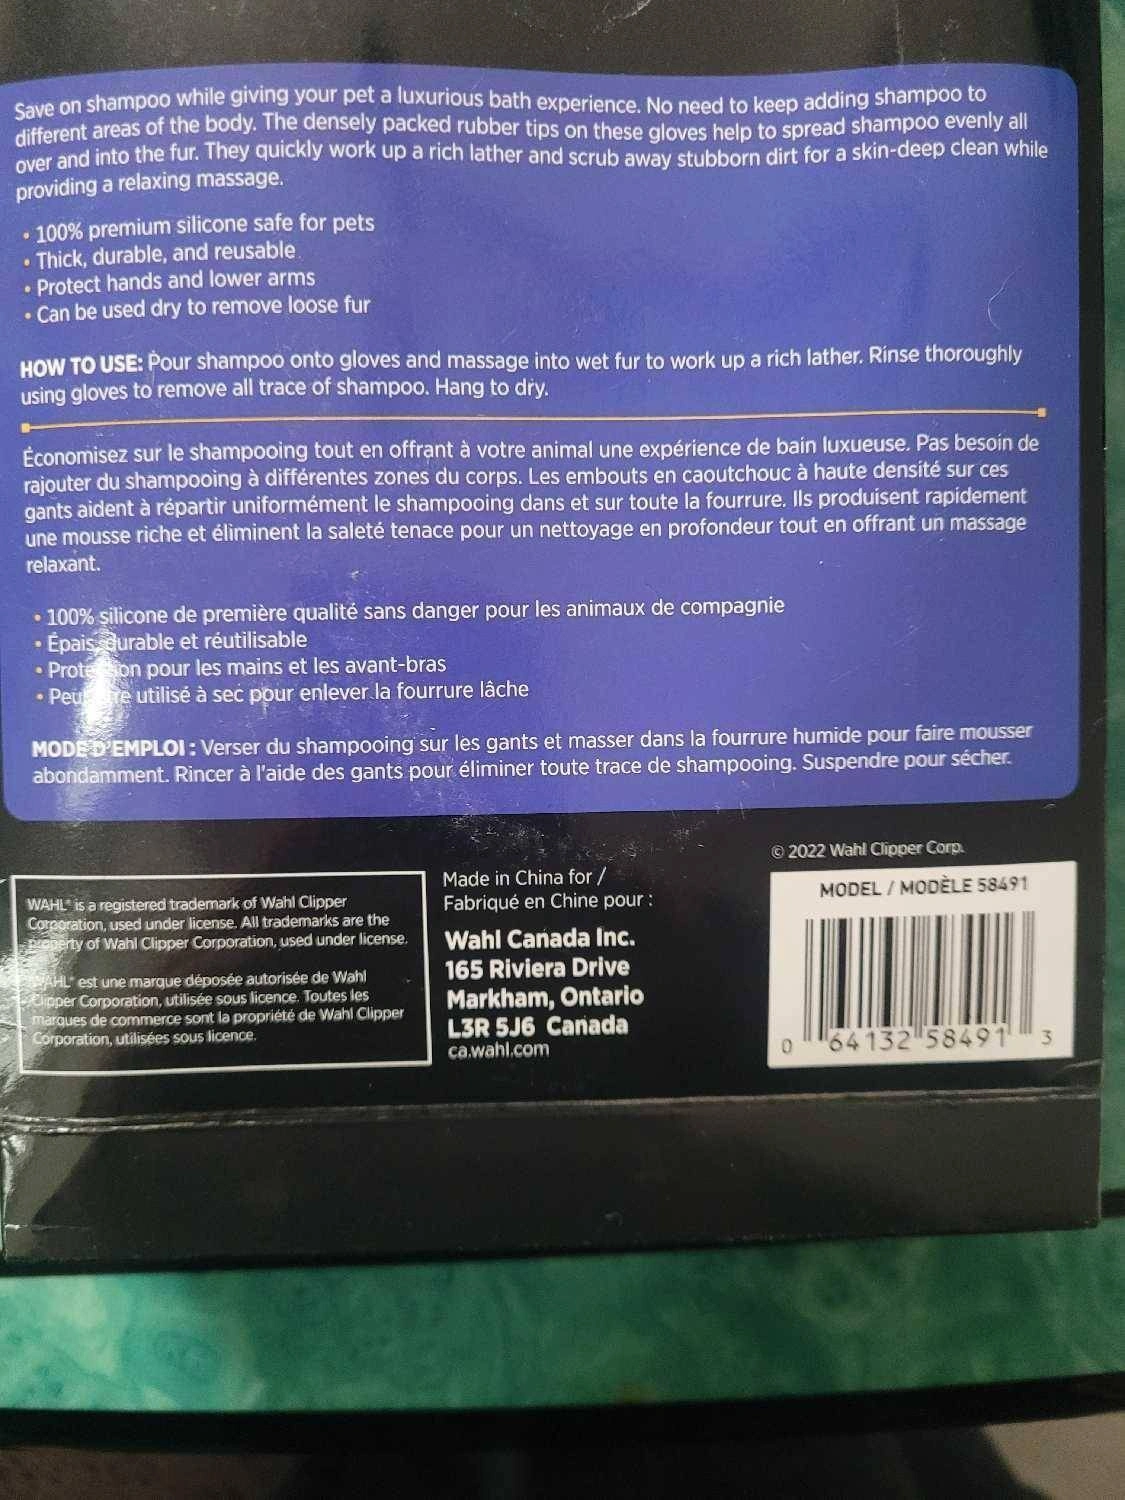 Save on shampoo while giving your pet a luxurious bath experience. No need to keep adding shampoo to
different areas of the body. The densely packed rubber tips on these gloves help to spread shampoo evenly all
over and into the fur. They quickly work up a rich lather and scrub away stubborn dirt for a skin-deep clean while
providing a relaxing massage.
• 100% premium silicone safe for pets
• Thick, durable, and reusable
• Protect hands and lower arms
• Can be used dry to remove loose fur
HOW TO USE: Pour shampoo onto gloves and massage into wet fur to work up a rich lather. Rinse thoroughly
using gloves to remove all trace of shampoo. Hang to dry.
Économisez sur le shampooing tout en offrant à votre animal une expérience de bain luxueuse. Pas besoin de
rajouter du shampooing à différentes zones du corps. Les embouts en caoutchouc à haute densité sur ces
gants aident à répartir uniformément le shampooing dans et sur toute la fourrure. Ils produisent rapidement
une mousse riche et éliminent la saleté tenace pour un nettoyage en profondeur tout en offrant un massage
relaxant.
• 100% silicone de première qualité sans danger pour les animaux de compagnie
• Épais, durable et réutilisable
• Protection pour les mains et les avant-bras
• utilisé à sec pour enlever la fourrure lâche
MODE D'EMPLOI : Verser du shampooing sur les gants et masser dans la fourrure humide pour faire mousser
abondamment. Rincer à l'aide des gants pour éliminer toute trace de shampooing. Suspendre pour sécher.
© 2022 Wahl Clipper Corp.
WAHL® is a registered trademark of Wahl Clipper
Corporation, used under license. All trademarks are the
property of Wahl Clipper Corporation, used under license.
WAHL® est une marque déposée autorisée de Wahl
Clipper Corporation, utilisée sous licence. Toutes les
marques de commerce sont la propriété de Wahl Clipper
Corporation, utilisées sous licence.
Made in China for /
Fabriqué en Chine pour :
Wahl Canada Inc.
165 Riviera Drive
Markham, Ontario
L3R 5J6 Canada
ca.wahl.com
MODEL / MODÈLE 58491
0 64132 58491 3